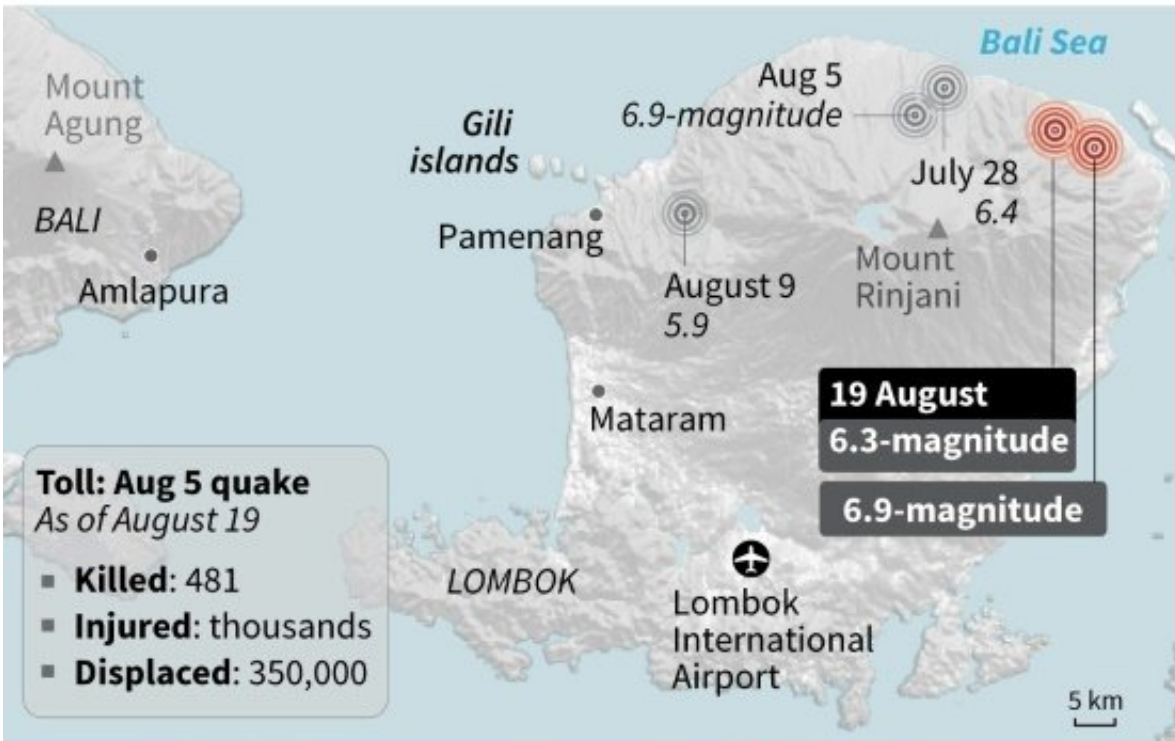 Bali Sea
Mount
Agung
Aug 5
6.9-magnitude
Gili
islands
July 28
6.4
BALI
Pamenang
Mount
Rinjani
Amlapura
August 9
5.9
19 August
6.3-magnitude
Mataram
6.9-magnitude
Toll: Aug 5 quake
As of August 19
Killed: 481
Injured: thousands
Displaced: 350,000
LOMBOK
Lombok
International
Airport
5 km